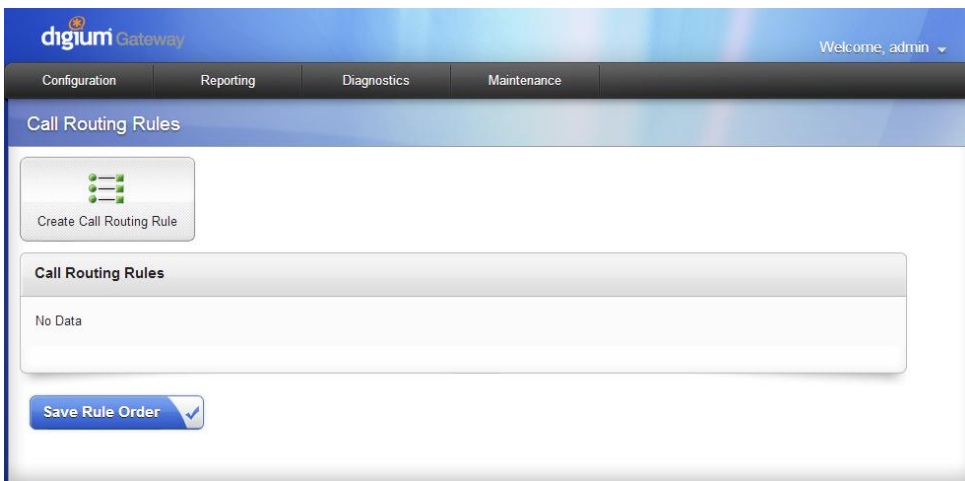 digium Gateway
Welcome, admin
Configuration Reporting Diagnostics Maintenance
Call Routing Rules
Create Call Routing Rule
Call Routing Rules
No Data
Save Rule Order